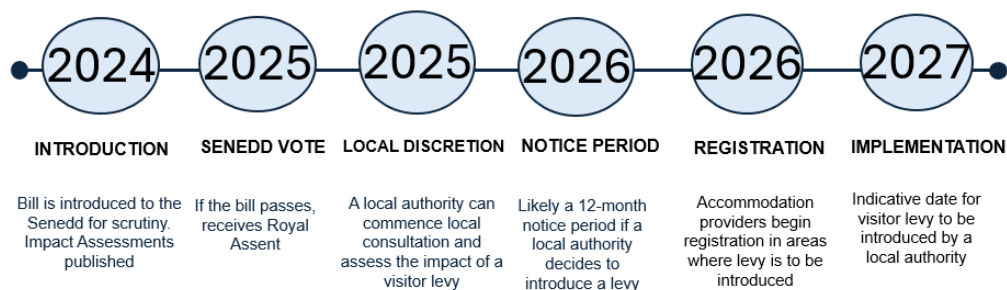 2024
2025
2025
2026
2026
2027
INTRODUCTION
SENEDD VOTE
LOCAL DISCRETION
NOTICE PERIOD
REGISTRATION
IMPLEMENTATION
Bill is introduced to the
Senedd for scrutiny.
Impact Assessments
published
If the bill passes,
receives Royal
Assent
A local authority can
commence local
consultation and
assess the impact of a
visitor levy
Likely a 12-month
notice period if a
local authority
decides to
introduce a levy
Accommodation
providers begin
registration in areas
where levy is to be
introduced
Indicative date for
visitor levy to be
introduced by a
local authority